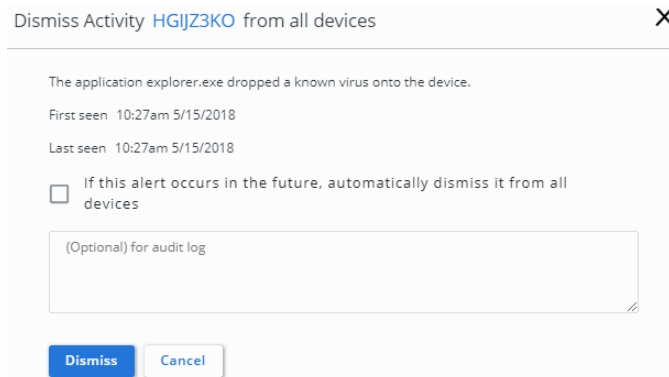 Dismiss Activity HGIJZ3KO from all devices
The application explorer.exe dropped a known virus onto the device.
First seen 10:27am 5/15/2018
Last seen 10:27am 5/15/2018
If this alert occurs in the future, automatically dismiss it from all
devices
(Optional) for audit log
Dismiss Cancel